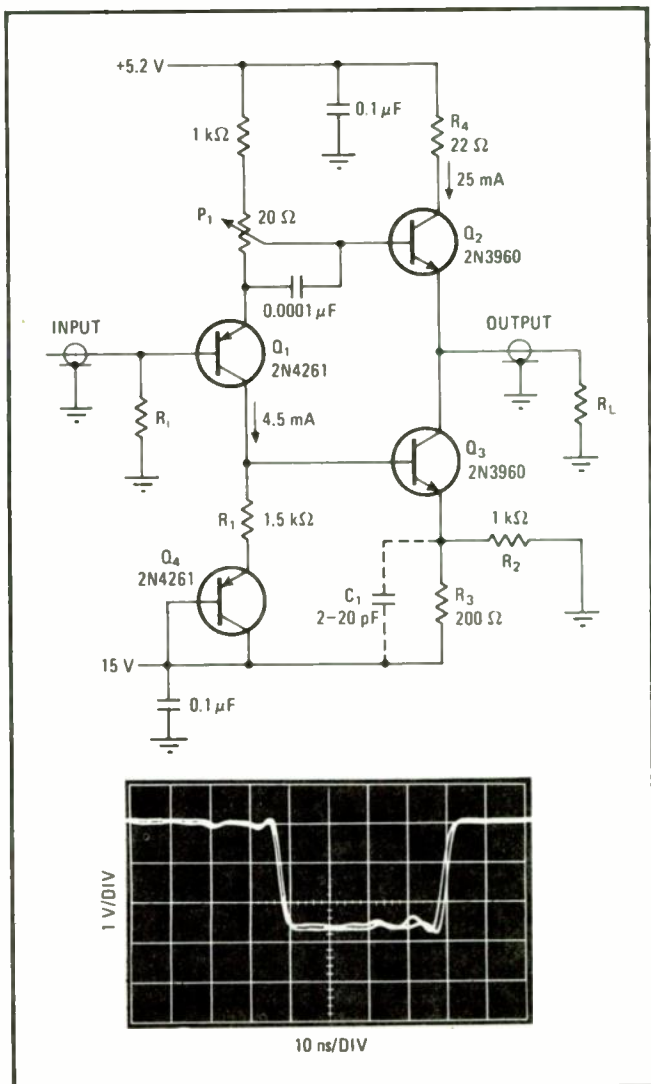 +5.2 V
0.1 µF
1 kΩ
R4
22 Ω
25 mA
P1
20 Ω
Q2
2N3960
0.0001 µF
INPUT
OUTPUT
Q1
2N4261
RL
4.5 mA
Q3
2N3960
1 kΩ
R1 1.5 kΩ
R2
Q4
2N4261
C1
2–20 pF
R3
200 Ω
15 V
0.1 µF
1 V/DIV
10 ns/DIV